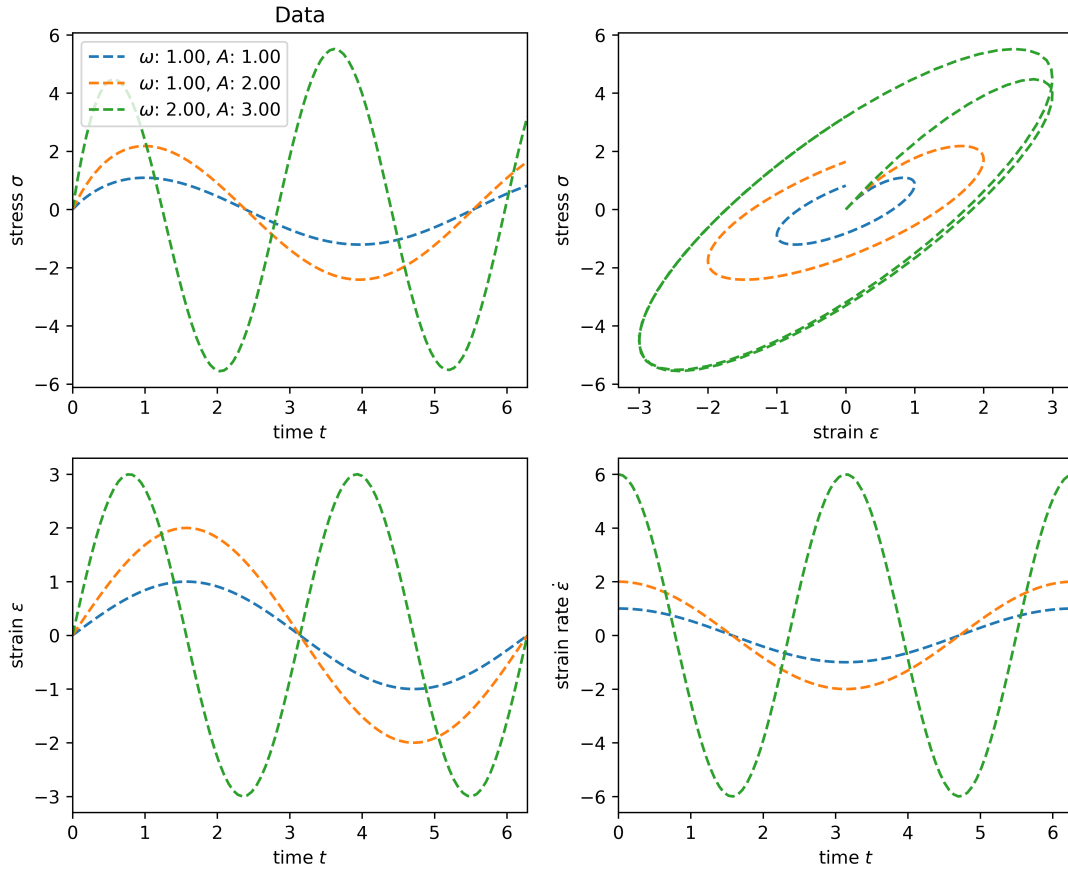 Data
ω: 1.00, A: 1.00
ω: 1.00, A: 2.00
ω: 2.00, A: 3.00
6
4
2
0
−2
−4
−6
stress σ
0 1 2 3 4 5 6
time t
6
4
2
0
−2
−4
−6
stress σ
−3 −2 −1 0 1 2 3
strain ε
3
2
1
0
−1
−2
−3
strain ε
0 1 2 3 4 5 6
time t
6
4
2
0
−2
−4
−6
strain rate ε̇
0 1 2 3 4 5 6
time t